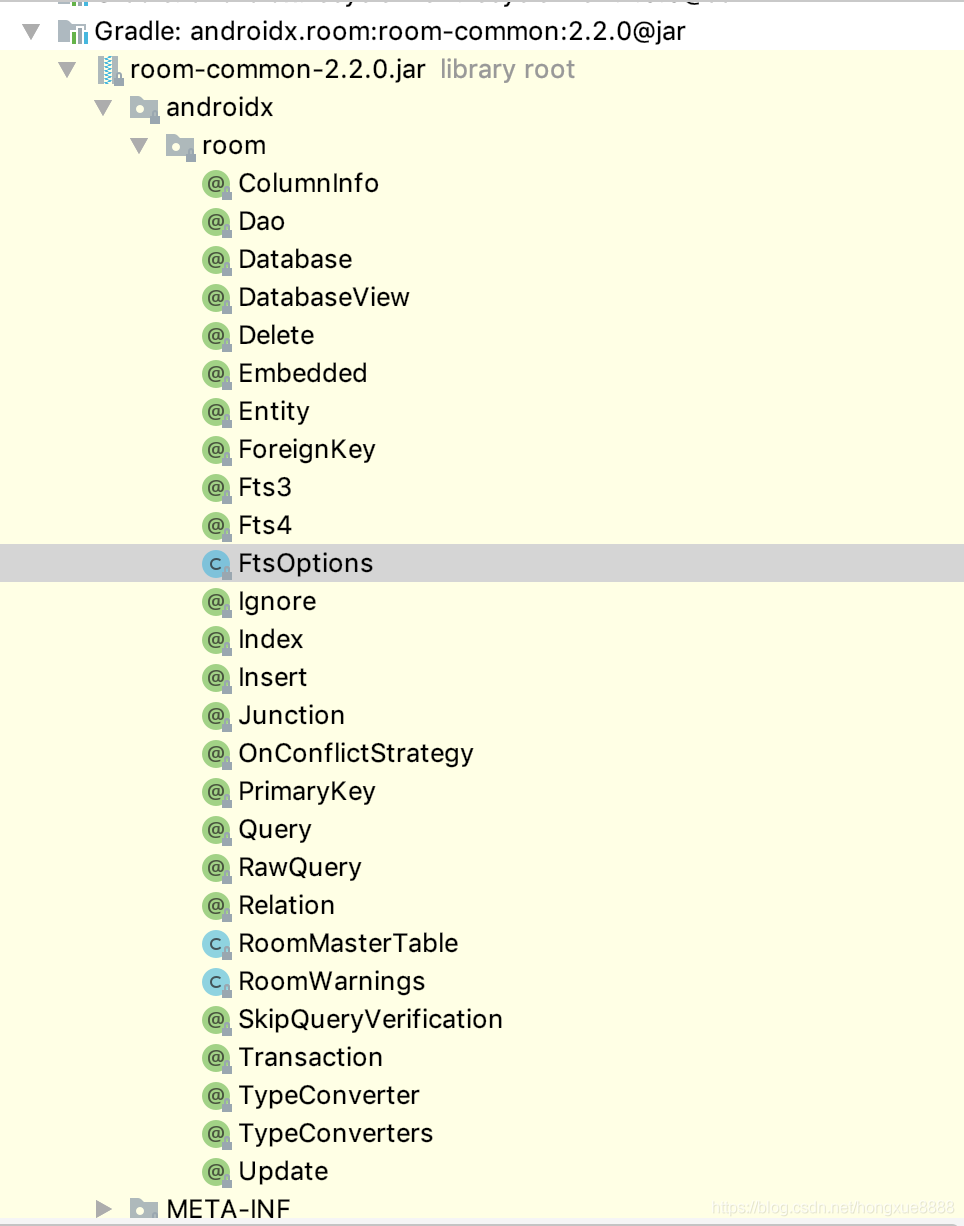 Gradle: androidx.room:room-common:2.2.0@jar
room-common-2.2.0.jar library root
androidx
room
@ ColumnInfo
@ Dao
@ Database
@ DatabaseView
@ Delete
@ Embedded
@ Entity
@ ForeignKey
@ Fts3
@ Fts4
C FtsOptions
@ Ignore
@ Index
@ Insert
@ Junction
@ OnConflictStrategy
@ PrimaryKey
@ Query
@ RawQuery
@ Relation
C RoomMasterTable
C RoomWarnings
@ SkipQueryVerification
@ Transaction
@ TypeConverter
@ TypeConverters
@ Update
META-INF
https://blog.csdn.net/hongxue8888